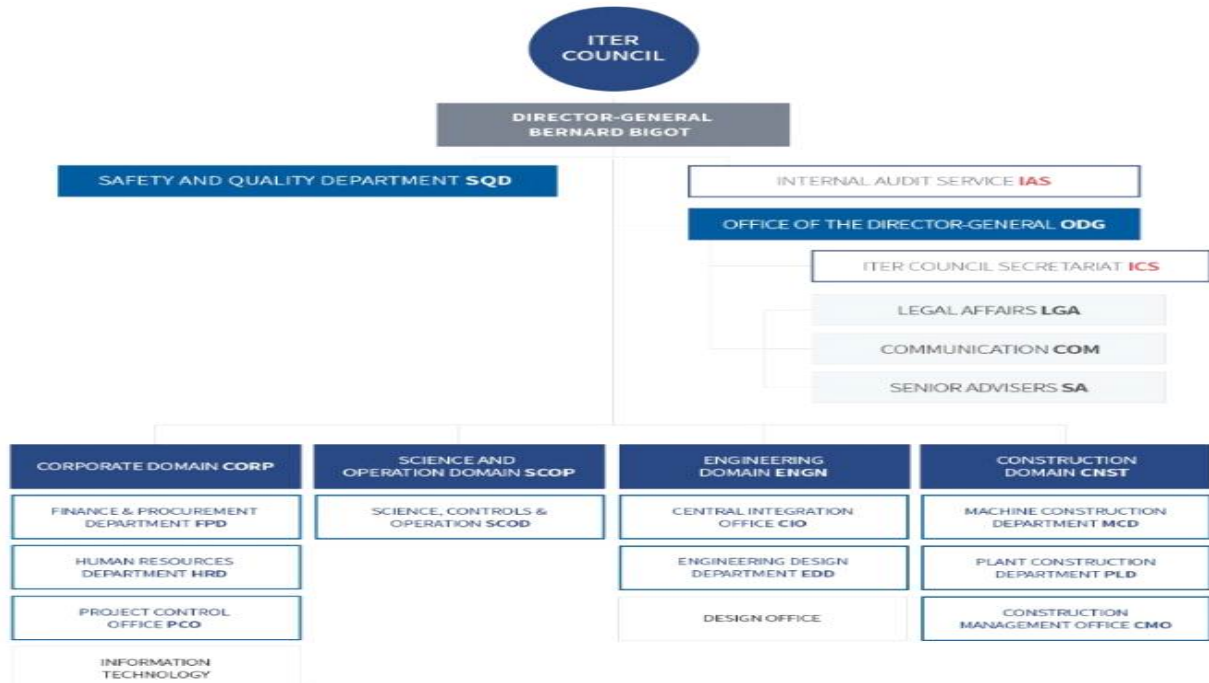 ITER
COUNCIL
DIRECTOR-GENERAL
BERNARD BIGOT
SAFETY AND QUALITY DEPARTMENT SQD
INTERNAL AUDIT SERVICE IAS
OFFICE OF THE DIRECTOR-GENERAL ODG
ITER COUNCIL SECRETARIAT ICS
LEGAL AFFAIRS LGA
COMMUNICATION COM
SENIOR ADVISERS SA
CORPORATE DOMAIN CORP
FINANCE & PROCUREMENT
DEPARTMENT FPD
HUMAN RESOURCES
DEPARTMENT HRD
PROJECT CONTROL
OFFICE PCO
INFORMATION
TECHNOLOGY
SCIENCE AND
OPERATION DOMAIN SCOP
SCIENCE, CONTROLS &
OPERATION SCOD
ENGINEERING
DOMAIN ENGN
CENTRAL INTEGRATION
OFFICE CIO
ENGINEERING DESIGN
DEPARTMENT EDD
DESIGN OFFICE
CONSTRUCTION
DOMAIN CNST
MACHINE CONSTRUCTION
DEPARTMENT MCD
PLANT CONSTRUCTION
DEPARTMENT PLD
CONSTRUCTION
MANAGEMENT OFFICE CMO